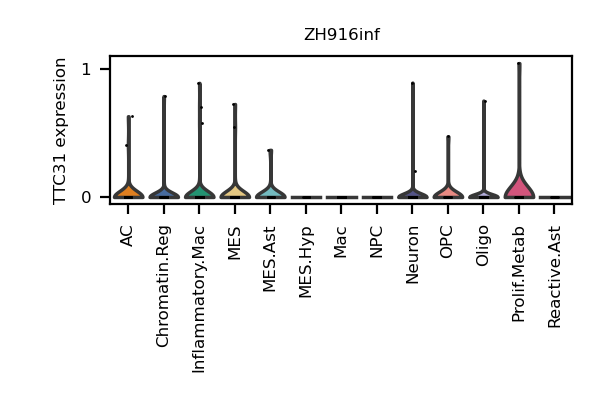 ZH916inf
TTC31 expression
1
0
AC
Chromatin.Reg
Inflammatory.Mac
MES
MES.Ast
MES.Hyp
Mac
NPC
Neuron
OPC
Oligo
Prolif.Metab
Reactive.Ast